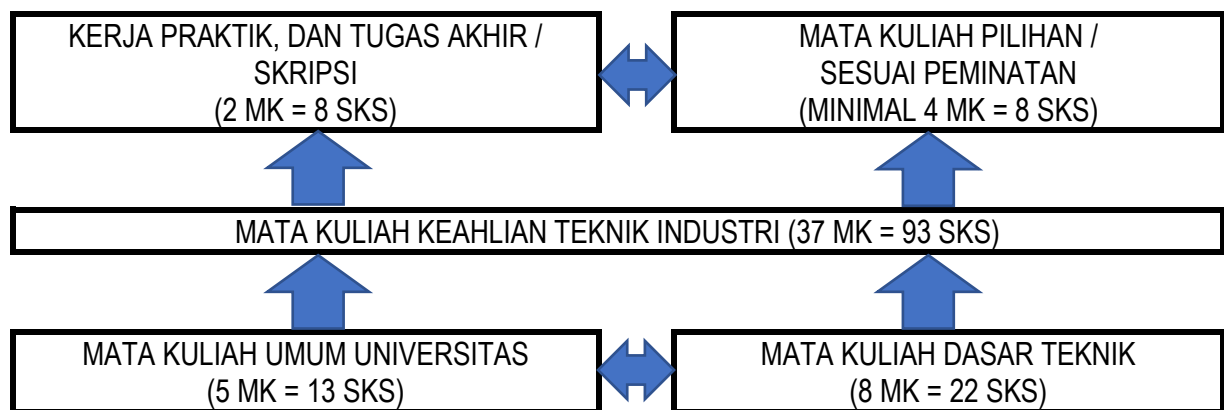 KERJA PRAKTIK, DAN TUGAS AKHIR /
SKRIPSI
(2 MK = 8 SKS)
MATA KULIAH PILIHAN /
SESUAI PEMINATAN
(MINIMAL 4 MK = 8 SKS)
MATA KULIAH KEAHLIAN TEKNIK INDUSTRI (37 MK = 93 SKS)
MATA KULIAH UMUM UNIVERSITAS
(5 MK = 13 SKS)
MATA KULIAH DASAR TEKNIK
(8 MK = 22 SKS)